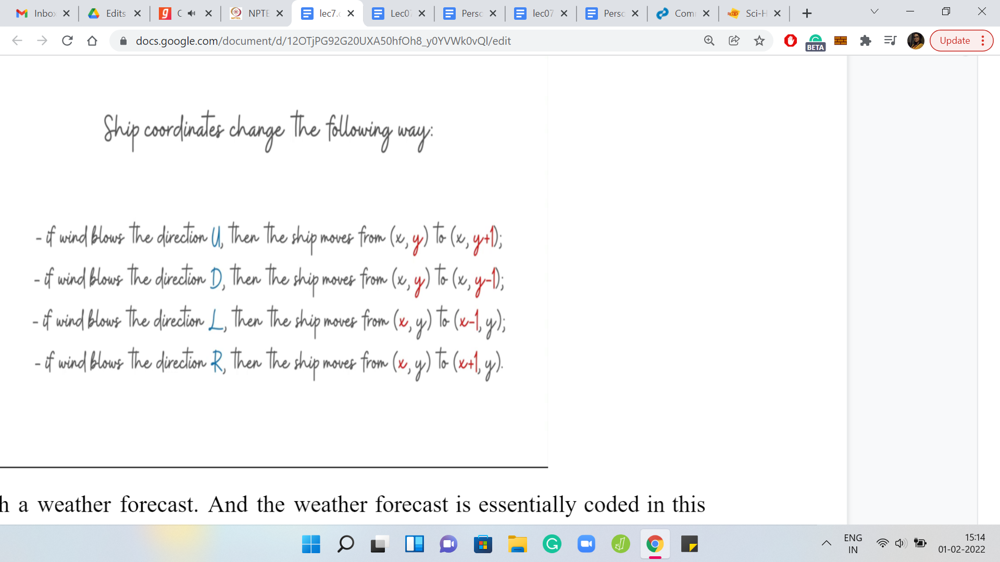 Inbox
Edits
C
NPTE
lec7.c
Lec07
Perso
lec07
Perso
Com
Sci-H
docs.google.com/document/d/12OTjPG92G20UXA50hfOh8_y0YVWk0vQl/edit
BETA
Update
Ship coordinates change the following way:
- if wind blows the direction U, then the ship moves from (x, y) to (x, y+1);
- if wind blows the direction D, then the ship moves from (x, y) to (x, y-1);
- if wind blows the direction L, then the ship moves from (x, y) to (x-1, y);
- if wind blows the direction R, then the ship moves from (x, y) to (x+1, y).
h a weather forecast. And the weather forecast is essentially coded in this
ENG
IN
15:14
01-02-2022